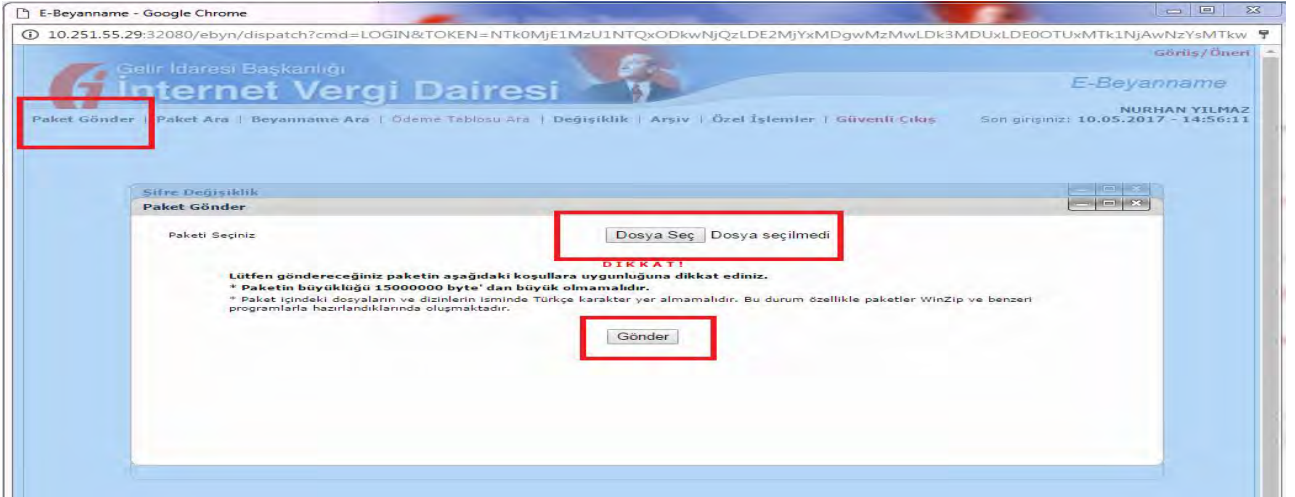 E-Beyanname - Google Chrome
10.251.55.29:32080/ebyn/dispatch?cmd=LOGIN&TOKEN=NTk0MjE1MzU1NTQxODkwNjQzLDE2MjYxMDgwMzMwLDk3MDUxLDE0OTUxMTk1NjAwNzYsMTkw
Görüş/Öneri
Gelir İdaresi Başkanlığı
İnternet Vergi Dairesi
E-Beyanname
NURHAN YILMAZ
Paket Gönder | Paket Ara | Beyanname Ara | Ödeme Tablosu Ara | Değişiklik | Arşiv | Özel İşlemler | Güvenli Çıkış Son girişiniz: 10.05.2017 - 14:56:11
Şifre Değişiklik
Paket Gönder
Paketi Seçiniz Dosya Seç Dosya seçilmedi
DİKKAT!
Lütfen göndereceğiniz paketin aşağıdaki koşullara uygunluğuna dikkat ediniz.
* Paketin büyüklüğü 15000000 byte' dan büyük olmamalıdır.
* Paket içindeki dosyaların ve dizinlerin isminde Türkçe karakter yer almamalıdır. Bu durum özellikle paketler WinZip ve benzeri
programlarla hazırlandıklarında oluşmaktadır.
Gönder